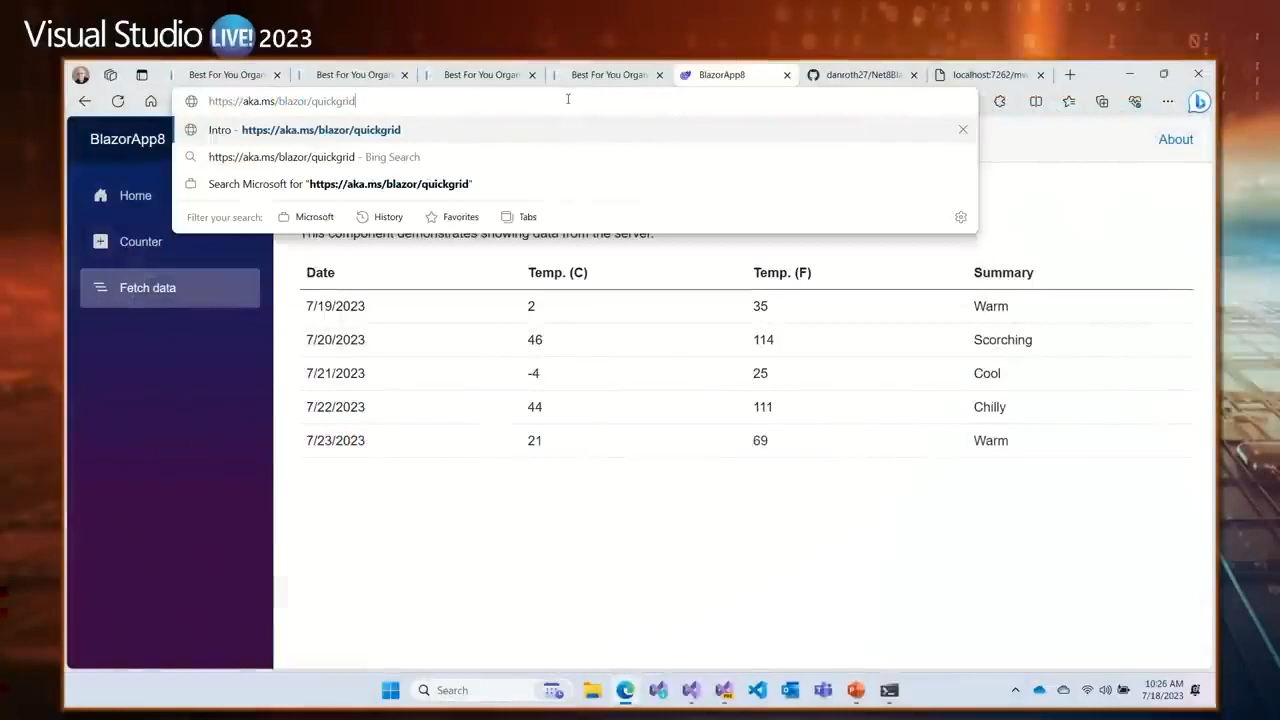 Visual Studio LIVE! 2023
Best For You Organ
Best For You Organ
Best For You Organ
Best For You Organ
BlazorApp8
danroth27/Net8Bla
localhost:7262/my
https://aka.ms/blazor/quickgrid
Intro - https://aka.ms/blazor/quickgrid
https://aka.ms/blazor/quickgrid - Bing Search
Search Microsoft for "https://aka.ms/blazor/quickgrid"
Filter your search: Microsoft History Favorites Tabs
BlazorApp8
About
Home
Counter
Fetch data
This component demonstrates showing data from the server.
Date Temp. (C) Temp. (F) Summary
7/19/2023 2 35 Warm
7/20/2023 46 114 Scorching
7/21/2023 -4 25 Cool
7/22/2023 44 111 Chilly
7/23/2023 21 69 Warm
Search
10:26 AM
7/18/2023